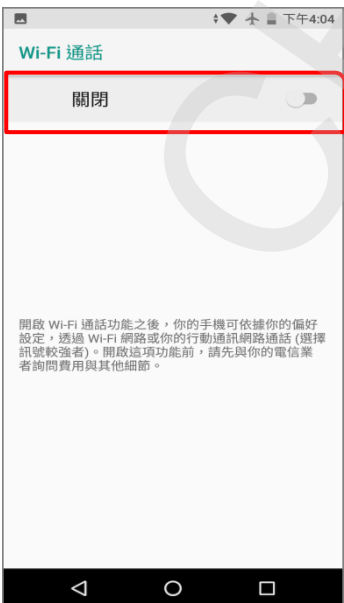 下午4:04
Wi-Fi 通話
關閉
開啟 Wi-Fi 通話功能之後，你的手機可依據你的偏好
設定，透過 Wi-Fi 網路或你的行動通訊網路通話 (選擇
訊號較強者)。開啟這項功能前，請先與你的電信業
者詢問費用與其他細節。